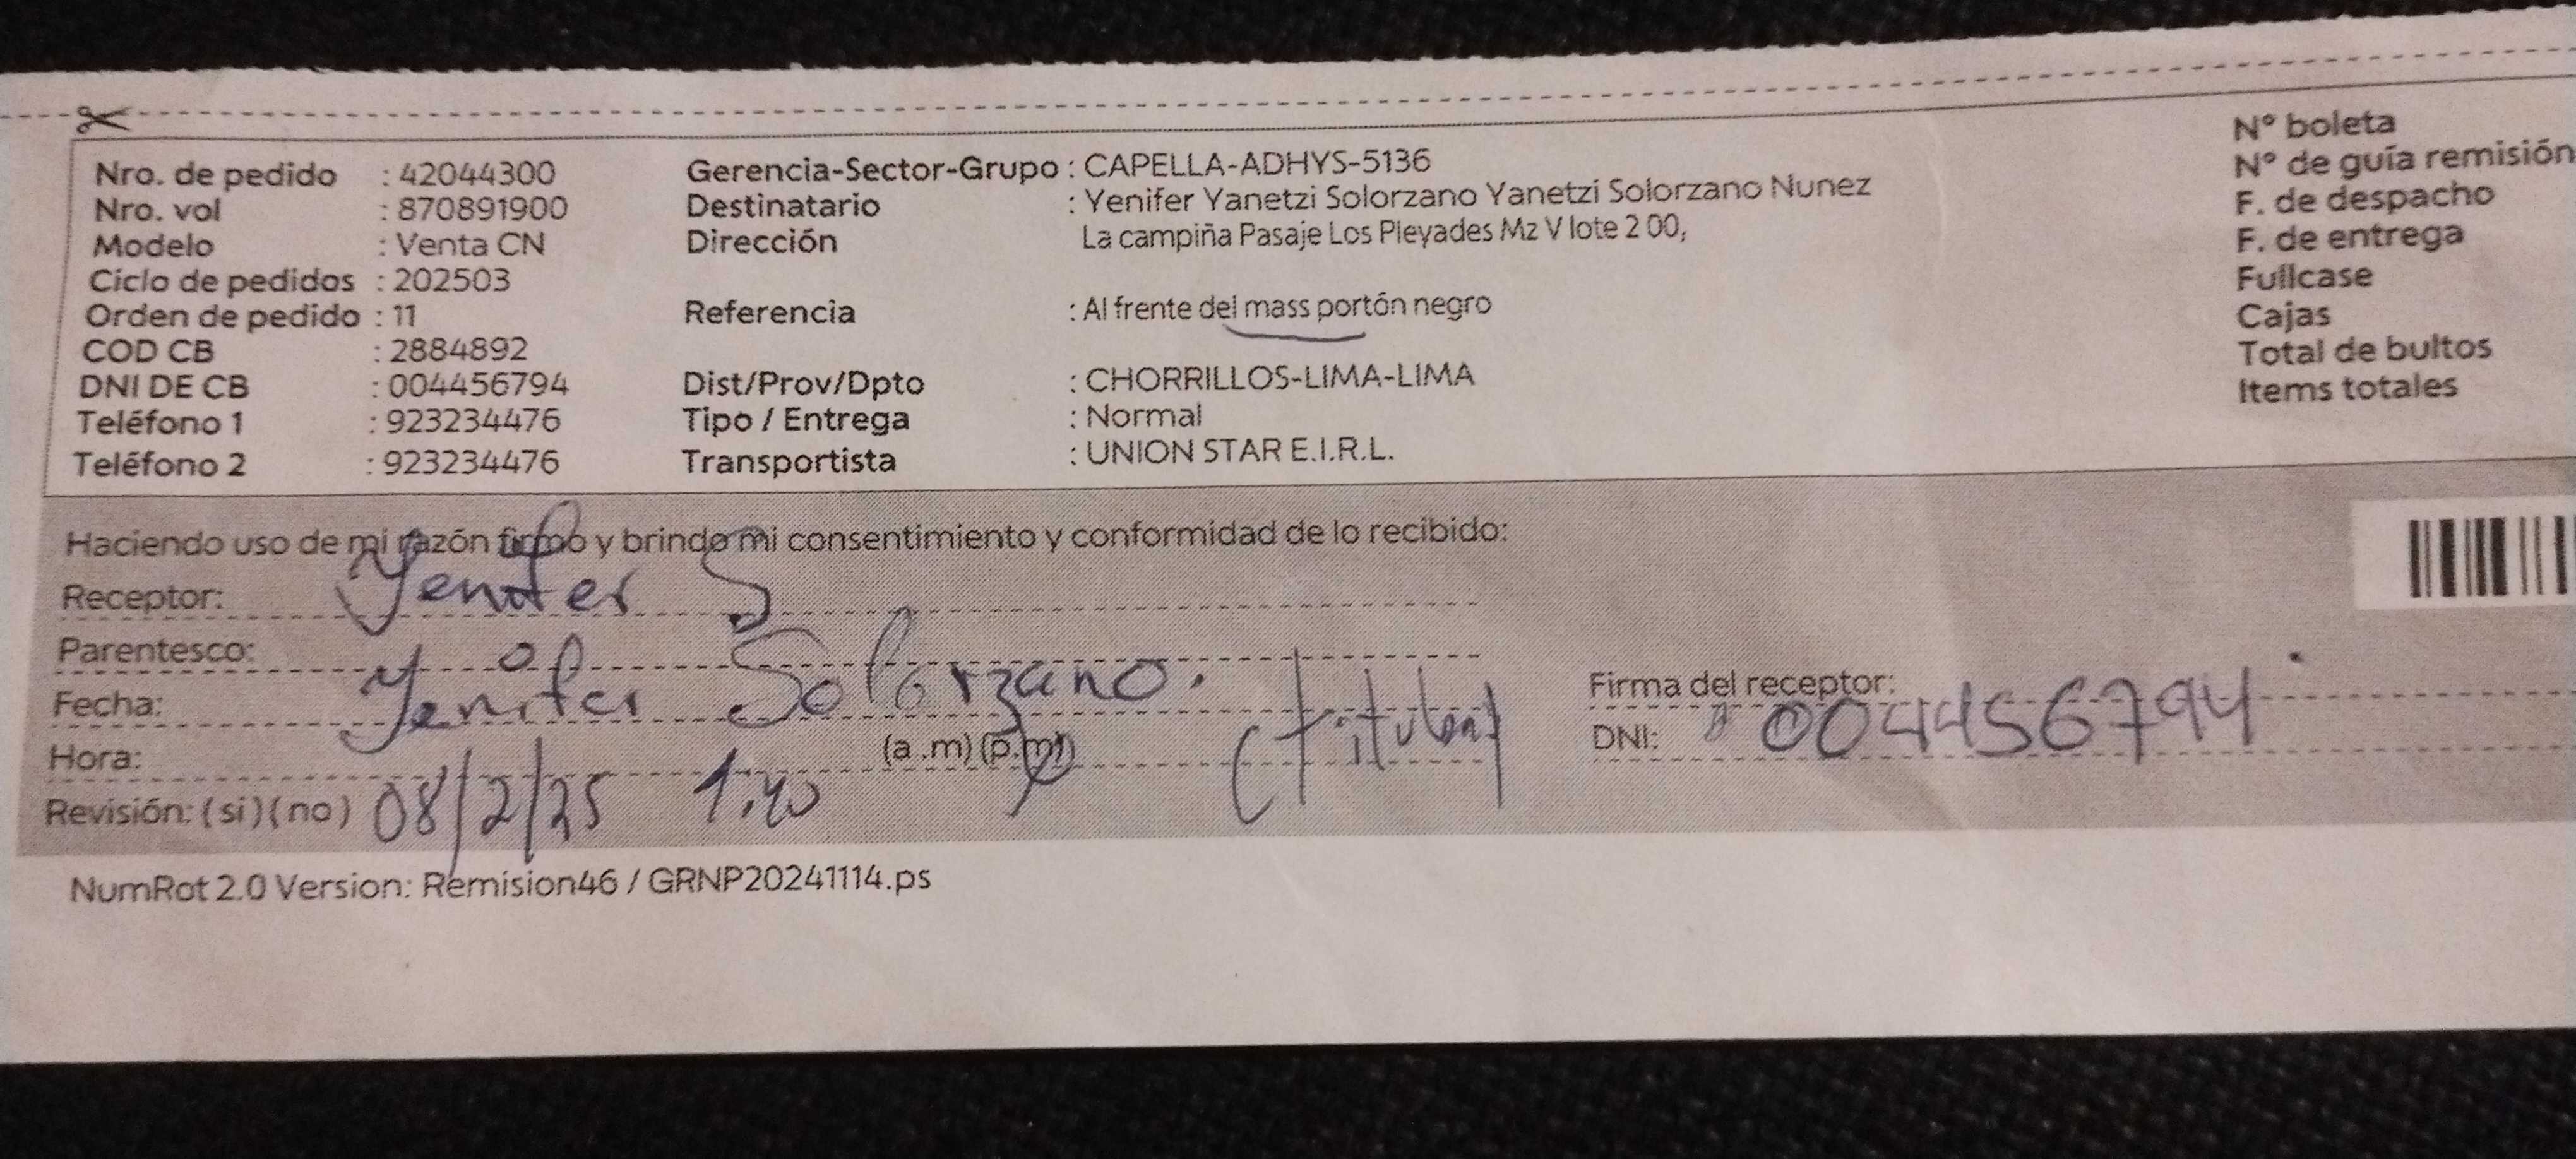 Nro. de pedido : 42044300 Gerencia-Sector-Grupo : CAPELLA-ADHYS-5136 N° boleta
Nro. vol : 870891900 Destinatario : Yenifer Yanetzi Solorzano Yanetzi Solorzano Nunez N° de guía remisión
Modelo : Venta CN Dirección La campiña Pasaje Los Pleyades Mz V lote 2 00, F. de despacho
Ciclo de pedidos : 202503 F. de entrega
Orden de pedido : 11 Referencia : Al frente del mass portón negro Fullcase
COD CB : 2884892 Cajas
DNI DE CB : 004456794 Dist/Prov/Dpto : CHORRILLOS-LIMA-LIMA Total de bultos
Teléfono 1 : 923234476 Tipo / Entrega : Normal Items totales
Teléfono 2 : 923234476 Transportista : UNION STAR E.I.R.L.
Haciendo uso de mi razón firmo y brindo mi consentimiento y conformidad de lo recibido:
Receptor: Yenifer S
Parentesco:
Fecha: Yenifer Solorzano. Firma del receptor:
Hora: (a .m) (p.m) (titular) DNI: 004456794
Revisión: (si) (no) 08/2/25 1:40
NumRot 2.0 Version: Remision46 / GRNP20241114.ps